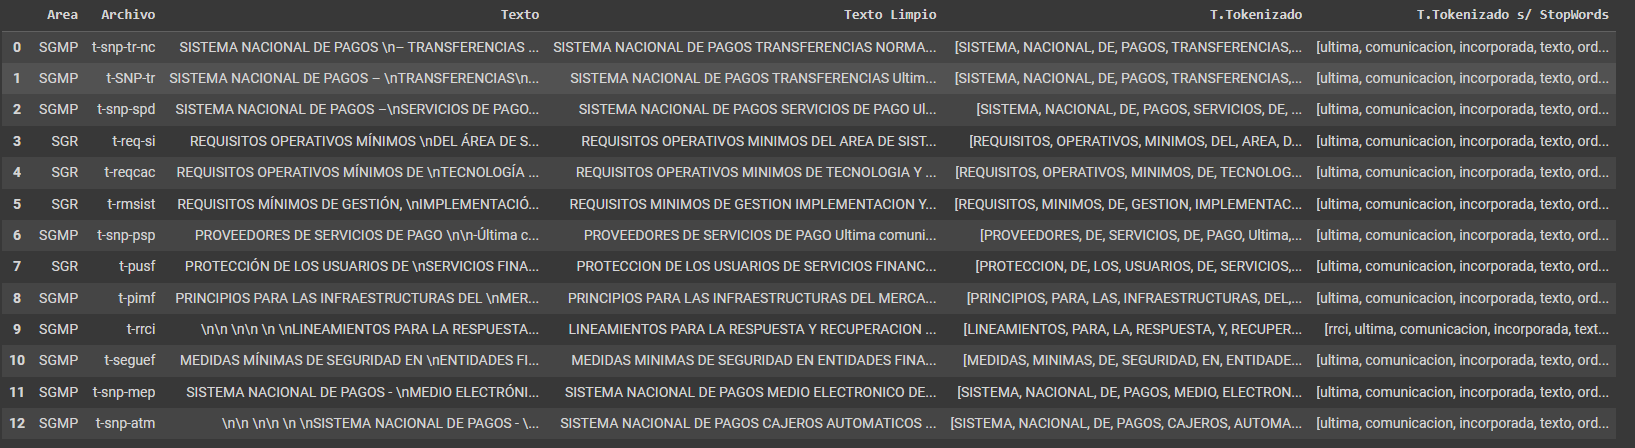 Area Archivo Texto Texto Limpio T.Tokenizado T.Tokenizado s/ StopWords
0 SGMP t-snp-tr-nc SISTEMA NACIONAL DE PAGOS \n– TRANSFERENCIAS ... SISTEMA NACIONAL DE PAGOS TRANSFERENCIAS NORMA... [SISTEMA, NACIONAL, DE, PAGOS, TRANSFERENCIAS,... [ultima, comunicacion, incorporada, texto, ord...
1 SGMP t-SNP-tr SISTEMA NACIONAL DE PAGOS – \nTRANSFERENCIAS\n... SISTEMA NACIONAL DE PAGOS TRANSFERENCIAS Ultim... [SISTEMA, NACIONAL, DE, PAGOS, TRANSFERENCIAS,... [ultima, comunicacion, incorporada, texto, ord...
2 SGMP t-snp-spd SISTEMA NACIONAL DE PAGOS –\nSERVICIOS DE PAGO... SISTEMA NACIONAL DE PAGOS SERVICIOS DE PAGO Ul... [SISTEMA, NACIONAL, DE, PAGOS, SERVICIOS, DE, ... [ultima, comunicacion, incorporada, texto, ord...
3 SGR t-req-si REQUISITOS OPERATIVOS MÍNIMOS \nDEL ÁREA DE S... REQUISITOS OPERATIVOS MINIMOS DEL AREA DE SIST... [REQUISITOS, OPERATIVOS, MINIMOS, DEL, AREA, D... [ultima, comunicacion, incorporada, texto, ord...
4 SGR t-reqcac REQUISITOS OPERATIVOS MÍNIMOS DE \nTECNOLOGÍA ... REQUISITOS OPERATIVOS MINIMOS DE TECNOLOGIA Y ... [REQUISITOS, OPERATIVOS, MINIMOS, DE, TECNOLOG... [ultima, comunicacion, incorporada, texto, ord...
5 SGR t-rmsist REQUISITOS MÍNIMOS DE GESTIÓN, \nIMPLEMENTACIÓ... REQUISITOS MINIMOS DE GESTION IMPLEMENTACION Y... [REQUISITOS, MINIMOS, DE, GESTION, IMPLEMENTAC... [ultima, comunicacion, incorporada, texto, ord...
6 SGMP t-snp-psp PROVEEDORES DE SERVICIOS DE PAGO \n\n-Última c... PROVEEDORES DE SERVICIOS DE PAGO Ultima comuni... [PROVEEDORES, DE, SERVICIOS, DE, PAGO, Ultima,... [ultima, comunicacion, incorporada, texto, ord...
7 SGR t-pusf PROTECCIÓN DE LOS USUARIOS DE \nSERVICIOS FINA... PROTECCION DE LOS USUARIOS DE SERVICIOS FINANC... [PROTECCION, DE, LOS, USUARIOS, DE, SERVICIOS,... [ultima, comunicacion, incorporada, texto, ord...
8 SGMP t-pimf PRINCIPIOS PARA LAS INFRAESTRUCTURAS DEL \nMER... PRINCIPIOS PARA LAS INFRAESTRUCTURAS DEL MERCA... [PRINCIPIOS, PARA, LAS, INFRAESTRUCTURAS, DEL,... [ultima, comunicacion, incorporada, texto, ord...
9 SGMP t-rrci \n\n \n\n \n \nLINEAMIENTOS PARA LA RESPUESTA... LINEAMIENTOS PARA LA RESPUESTA Y RECUPERACION ... [LINEAMIENTOS, PARA, LA, RESPUESTA, Y, RECUPER... [rrci, ultima, comunicacion, incorporada, text...
10 SGMP t-seguef MEDIDAS MÍNIMAS DE SEGURIDAD EN \nENTIDADES FI... MEDIDAS MINIMAS DE SEGURIDAD EN ENTIDADES FINA... [MEDIDAS, MINIMAS, DE, SEGURIDAD, EN, ENTIDADE... [ultima, comunicacion, incorporada, texto, ord...
11 SGMP t-snp-mep SISTEMA NACIONAL DE PAGOS - \nMEDIO ELECTRÓNI... SISTEMA NACIONAL DE PAGOS MEDIO ELECTRONICO DE... [SISTEMA, NACIONAL, DE, PAGOS, MEDIO, ELECTRON... [ultima, comunicacion, incorporada, texto, ord...
12 SGMP t-snp-atm \n\n \n\n \n \nSISTEMA NACIONAL DE PAGOS - \... SISTEMA NACIONAL DE PAGOS CAJEROS AUTOMATICOS ... [SISTEMA, NACIONAL, DE, PAGOS, CAJEROS, AUTOMA... [ultima, comunicacion, incorporada, texto, ord...